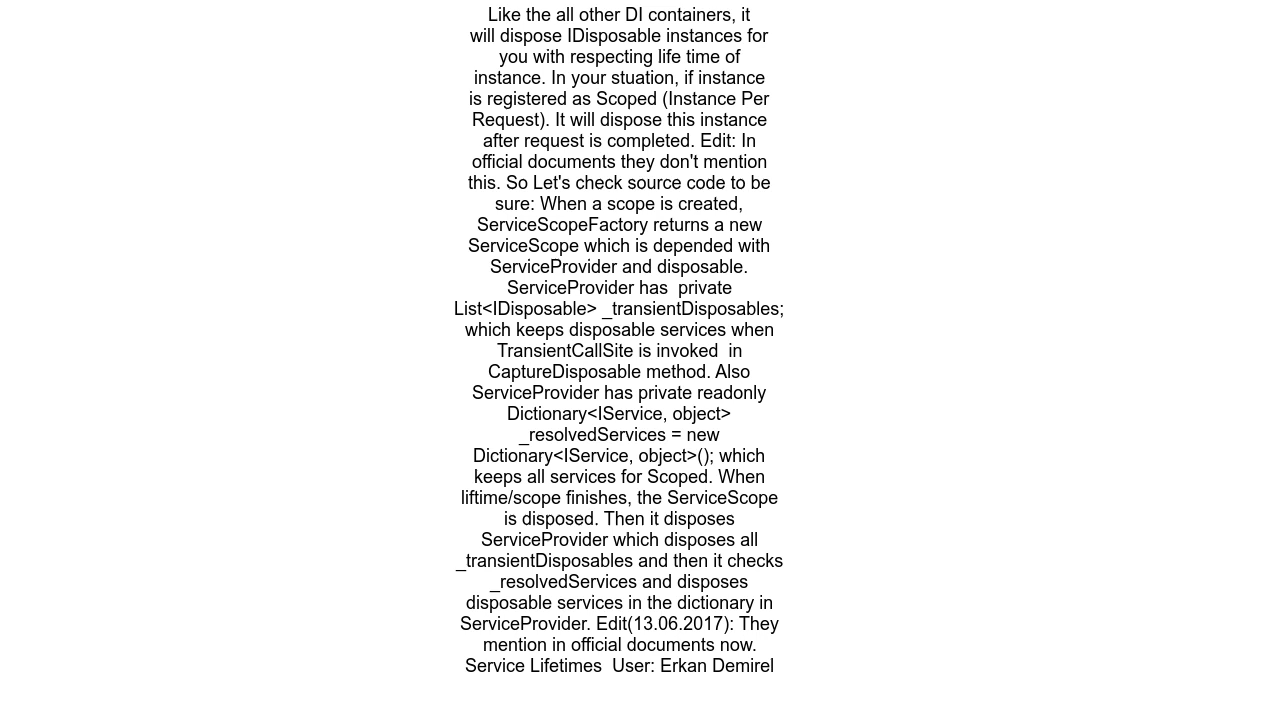 Like the all other DI containers, it
will dispose IDisposable instances for
you with respecting life time of
instance. In your stuation, if instance
is registered as Scoped (Instance Per
Request). It will dispose this instance
after request is completed. Edit: In
official documents they don't mention
this. So Let's check source code to be
sure: When a scope is created,
ServiceScopeFactory returns a new
ServiceScope which is depended with
ServiceProvider and disposable.
ServiceProvider has  private
List<IDisposable> _transientDisposables;
which keeps disposable services when
TransientCallSite is invoked  in
CaptureDisposable method. Also
ServiceProvider has private readonly
Dictionary<IService, object>
_resolvedServices = new
Dictionary<IService, object>(); which
keeps all services for Scoped. When
liftime/scope finishes, the ServiceScope
is disposed. Then it disposes
ServiceProvider which disposes all
_transientDisposables and then it checks
_resolvedServices and disposes
disposable services in the dictionary in
ServiceProvider. Edit(13.06.2017): They
mention in official documents now.
Service Lifetimes  User: Erkan Demirel